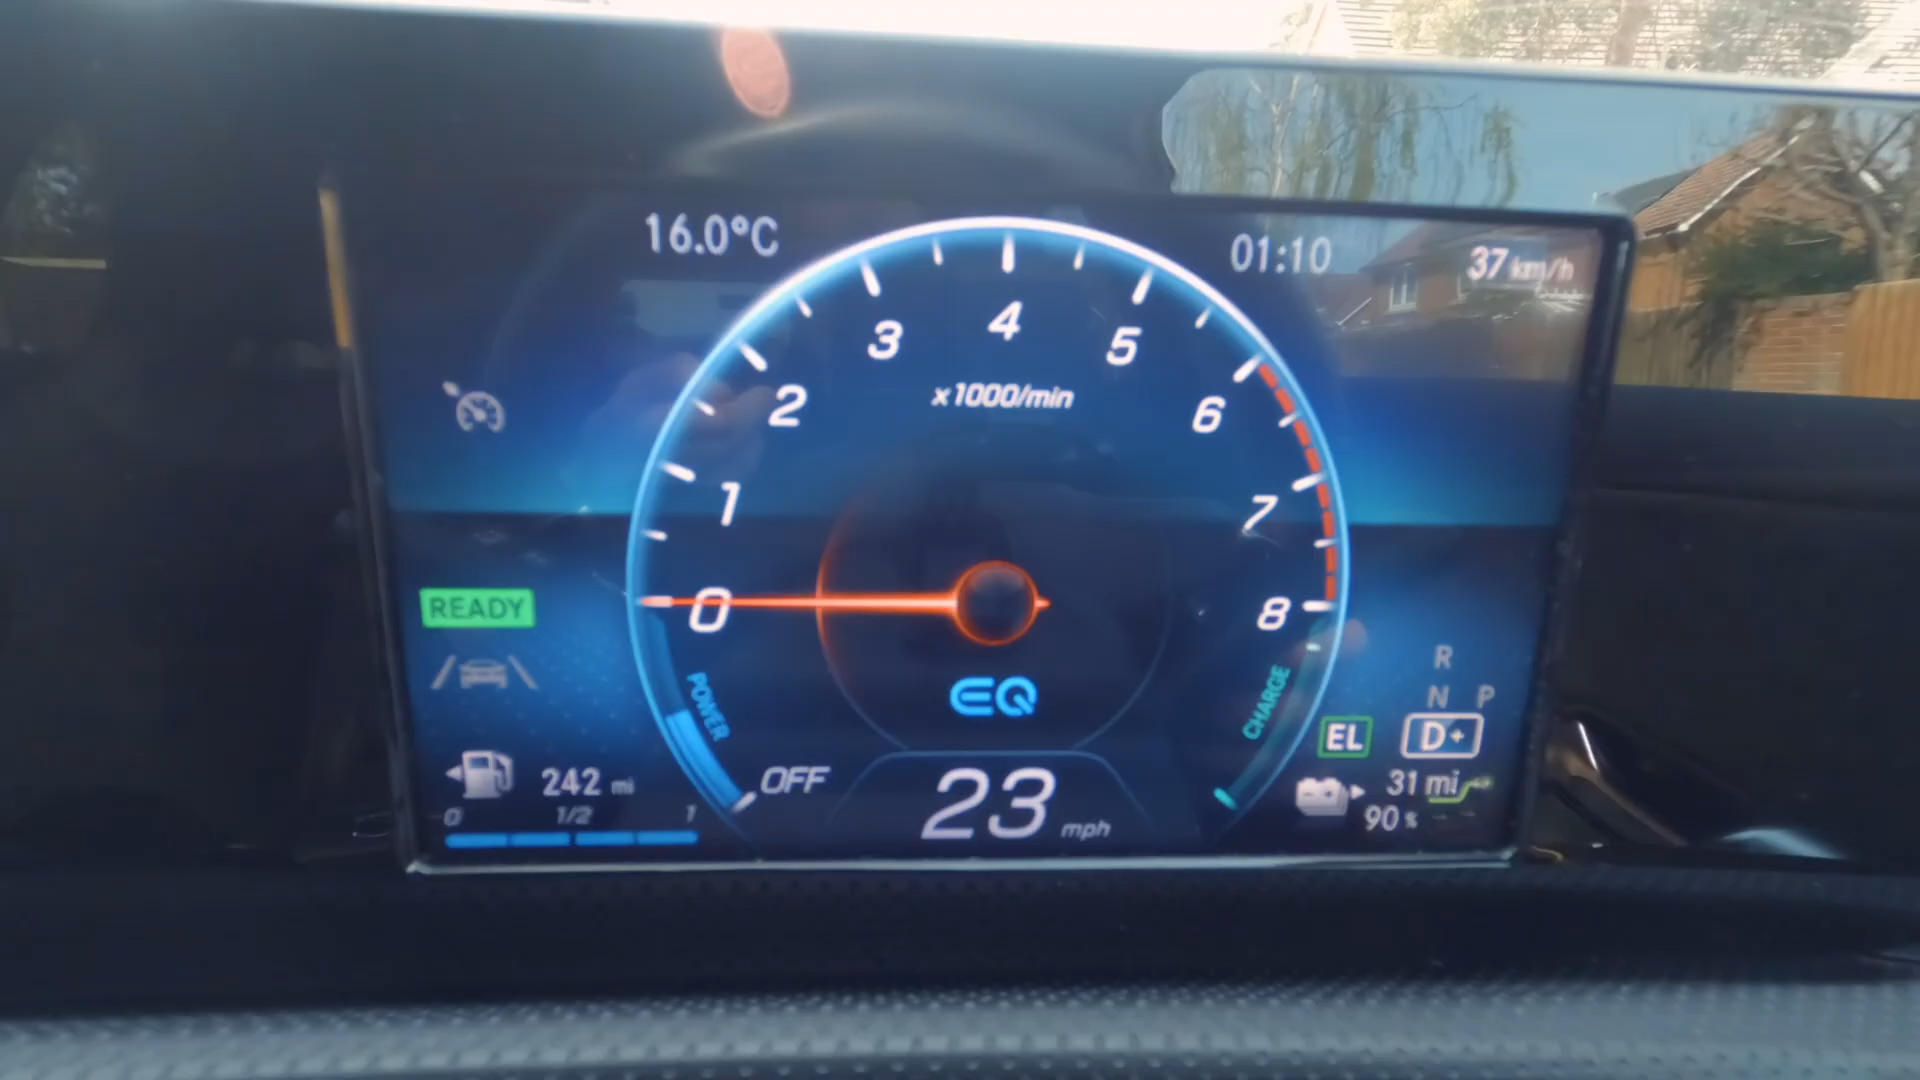 16.0°C
01:10
37 km/h
4
3
5
x1000/min
2
6
1
7
READY
0
8
R
POWER
EQ
CHARGE
N P
EL
D+
242 mi
OFF
23 mph
31 mi
0 1/2 1
90 %